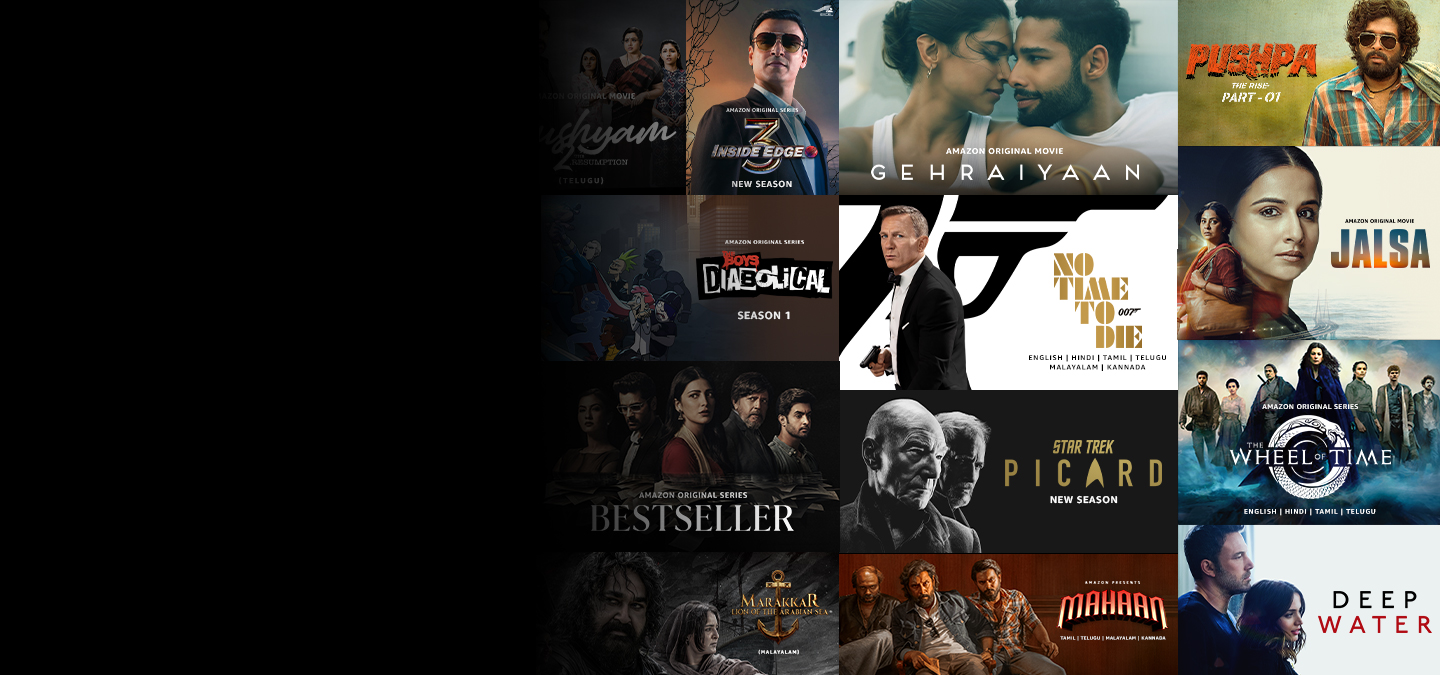 AMAZON ORIGINAL MOVIE
RESUMPTION
(TELUGU)
AMAZON ORIGINAL SERIES
3
INSIDE EDGE
NEW SEASON
AMAZON ORIGINAL MOVIE
GEHRAIYAAN
PUSHPA
THE RISE
PART - 01
AMAZON ORIGINAL SERIES
THE BOYS
DIABOLICAL
SEASON 1
NO
TIME
TO
DIE
007
ENGLISH | HINDI | TAMIL | TELUGU
MALAYALAM | KANNADA
AMAZON ORIGINAL MOVIE
JALSA
AMAZON ORIGINAL SERIES
BESTSELLER
STAR TREK
PICARD
NEW SEASON
AMAZON ORIGINAL SERIES
THE
WHEEL OF TIME
ENGLISH | HINDI | TAMIL | TELUGU
MARAKKAR
LION OF THE ARABIAN SEA
(MALAYALAM)
AMAZON PRESENTS
MAHAAN
TAMIL | TELUGU | MALAYALAM | KANNADA
DEEP
WATER